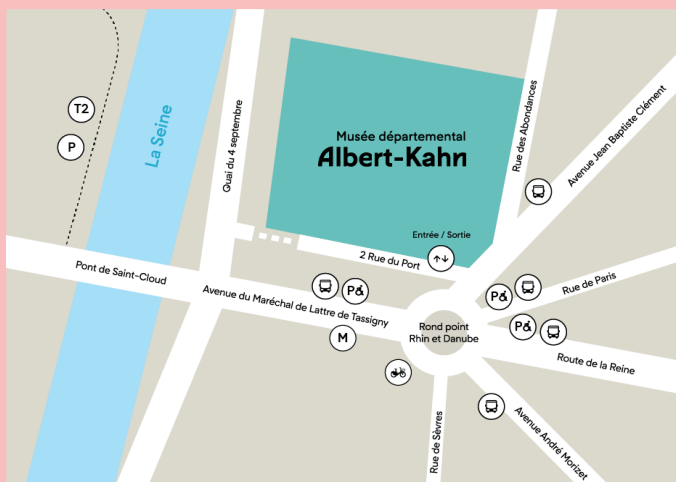 T2
P
La Seine
Quai du 4 septembre
Musée départemental
Albert-Kahn
Rue des Abondances
Avenue Jean Baptiste Clément
Entrée / Sortie
2 Rue du Port
Pont de Saint-Cloud
Avenue du Maréchal de Lattre de Tassigny
P
P
Rue de Paris
P
M
Rond point
Rhin et Danube
Route de la Reine
Rue de Sèvres
Avenue André Morizet